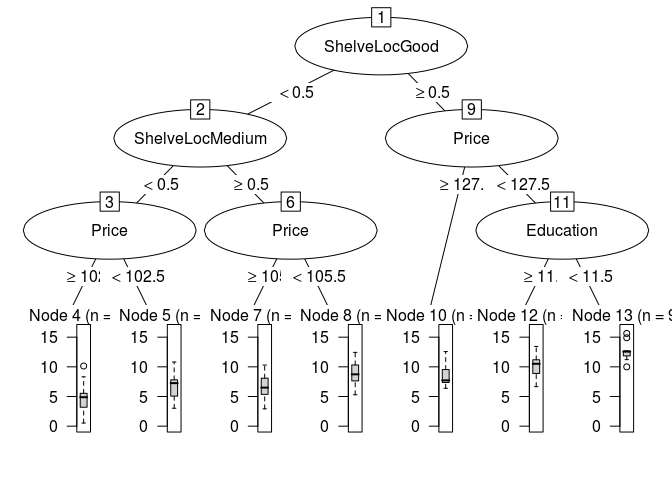 1
ShelveLocGood
< 0.5
≥ 0.5
2
ShelveLocMedium
9
Price
< 0.5
≥ 0.5
≥ 127.
< 127.5
3
Price
6
Price
11
Education
≥ 102
< 102.5
≥ 105
< 105.5
≥ 11.
< 11.5
Node 4 (n =
Node 5 (n =
Node 7 (n =
Node 8 (n =
Node 10 (n =
Node 12 (n =
Node 13 (n = 9
15 15 15 15 15 15 15
10 10 10 10 10 10 10
5 5 5 5 5 5 5
0 0 0 0 0 0 0